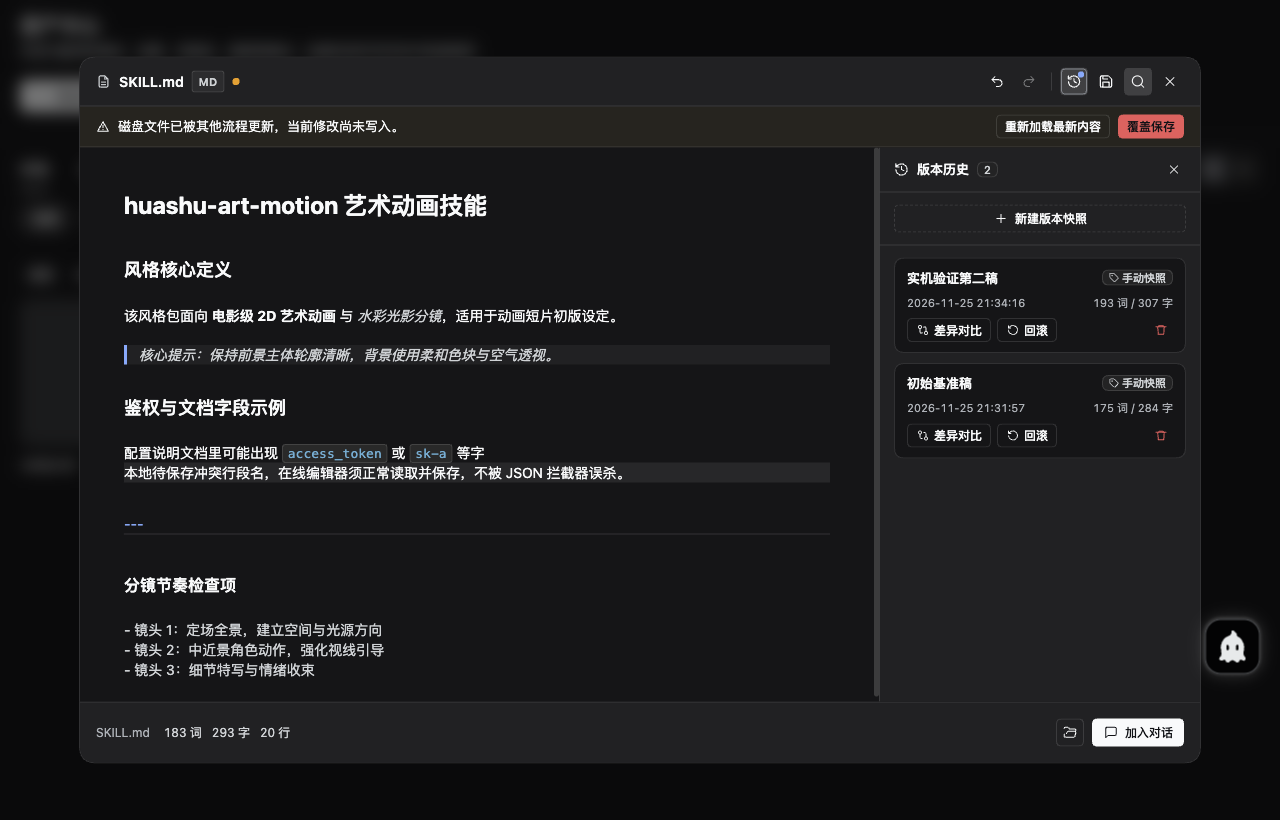 SKILL.md MD
磁盘文件已被其他流程更新，当前修改尚未写入。 重新加载最新内容 覆盖保存
huashu-art-motion 艺术动画技能
风格核心定义
该风格包面向 电影级 2D 艺术动画 与 水彩光影分镜，适用于动画短片初版设定。
核心提示：保持前景主体轮廓清晰，背景使用柔和色块与空气透视。
鉴权与文档字段示例
配置说明文档里可能出现 access_token 或 sk-a 等字
本地待保存冲突行段名，在线编辑器须正常读取并保存，不被 JSON 拦截器误杀。
---
分镜节奏检查项
- 镜头 1：定场全景，建立空间与光源方向
- 镜头 2：中近景角色动作，强化视线引导
- 镜头 3：细节特写与情绪收束
版本历史 2
新建版本快照
实机验证第二稿 手动快照
2026-11-25 21:34:16 193 词 / 307 字
差异对比 回滚
初始基准稿 手动快照
2026-11-25 21:31:57 175 词 / 284 字
差异对比 回滚
SKILL.md 183 词 293 字 20 行
加入对话